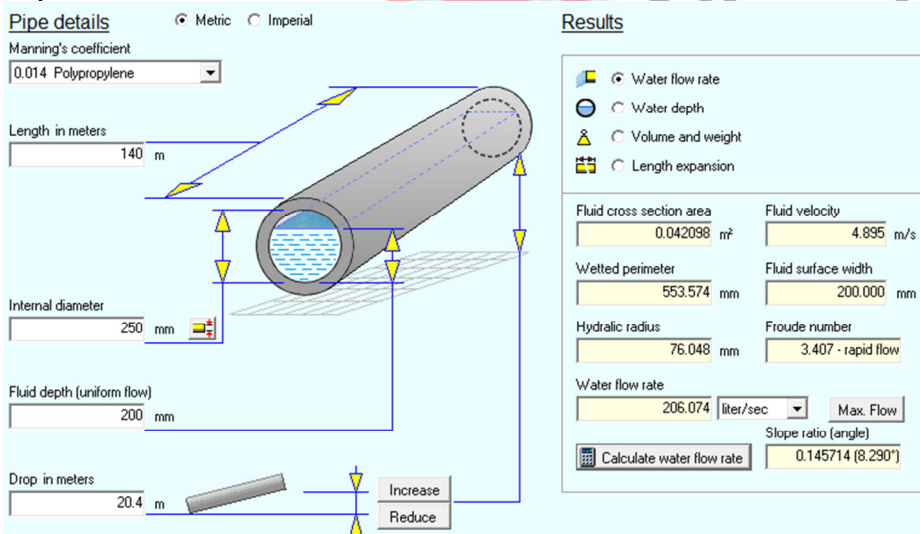 Pipe details
Metric
Imperial
Manning's coefficient
0.014 Polypropylene
Length in meters
140 m
Internal diameter
250 mm
Fluid depth (uniform flow)
200 mm
Drop in meters
20.4 m
Increase
Reduce
Results
Water flow rate
Water depth
Volume and weight
Length expansion
Fluid cross section area
Fluid velocity
0.042098 m²
4.895 m/s
Wetted perimeter
Fluid surface width
553.574 mm
200.000 mm
Hydralic radius
Froude number
76.048 mm
3.407 - rapid flow
Water flow rate
206.074 liter/sec
Max. Flow
Slope ratio (angle)
Calculate water flow rate
0.145714 (8.290°)